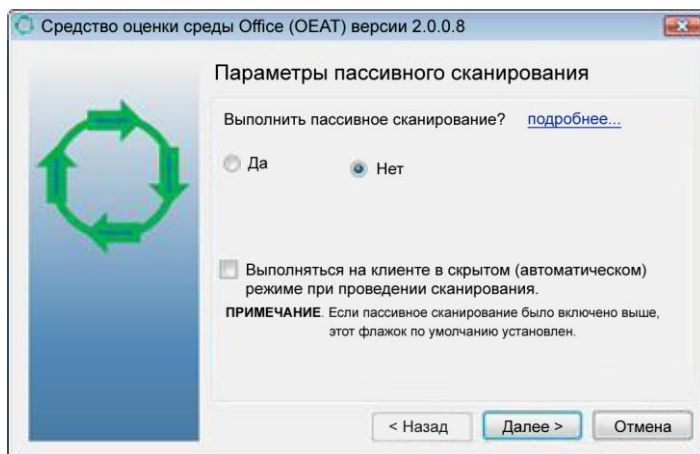 Средство оценки среды Office (OEAT) версии 2.0.0.8
Параметры пассивного сканирования
Выполнить пассивное сканирование? подробнее...
Да Нет
Выполняться на клиенте в скрытом (автоматическом)
режиме при проведении сканирования.
ПРИМЕЧАНИЕ. Если пассивное сканирование было включено выше,
этот флажок по умолчанию установлен.
< Назад Далее > Отмена